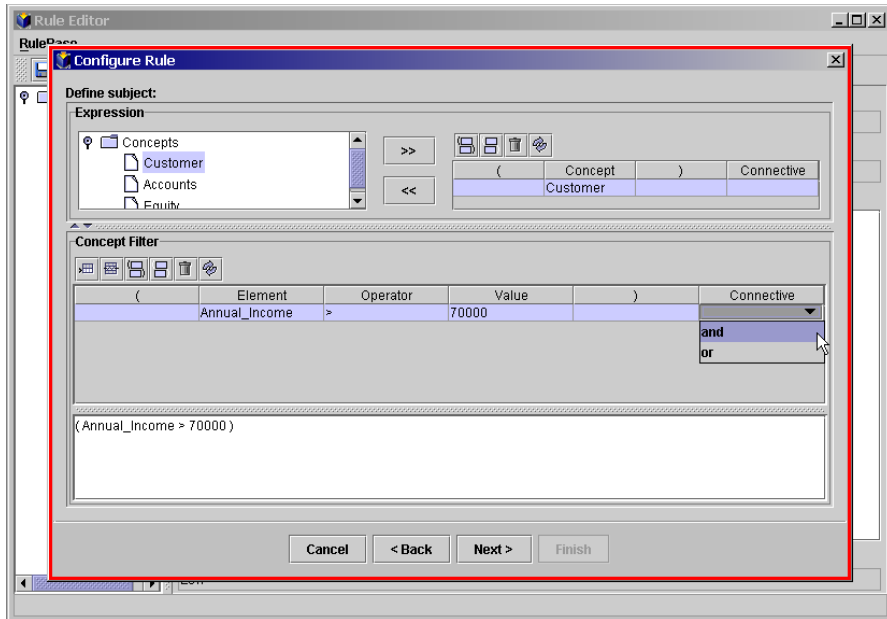 Rule Editor
Configure Rule
Define subject:
Expression
Concepts
Customer
Accounts
Equity
>>
<<
( Concept ) Connective
Customer
Concept Filter
( Element Operator Value ) Connective
Annual_Income > 70000
and
or
( Annual_Income > 70000 )
Cancel < Back Next > Finish